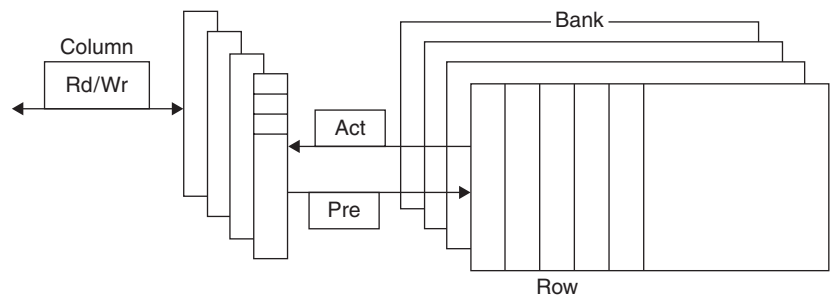 Bank
Column
Rd/Wr
Act
Pre
Row